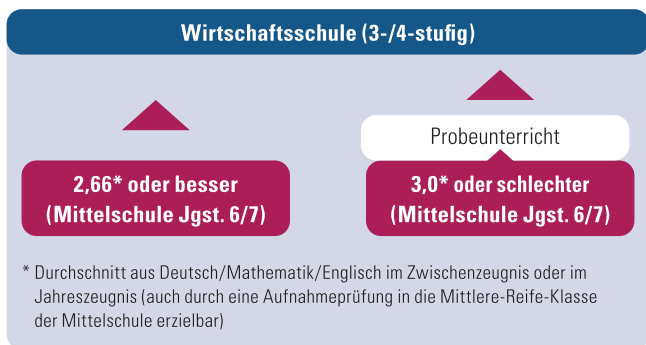 Wirtschaftsschule (3-/4-stufig)
Probeunterricht
2,66* oder besser
(Mittelschule Jgst. 6/7)
3,0* oder schlechter
(Mittelschule Jgst. 6/7)
* Durchschnitt aus Deutsch/Mathematik/Englisch im Zwischenzeugnis oder im
Jahreszeugnis (auch durch eine Aufnahmeprüfung in die Mittlere-Reife-Klasse
der Mittelschule erzielbar)